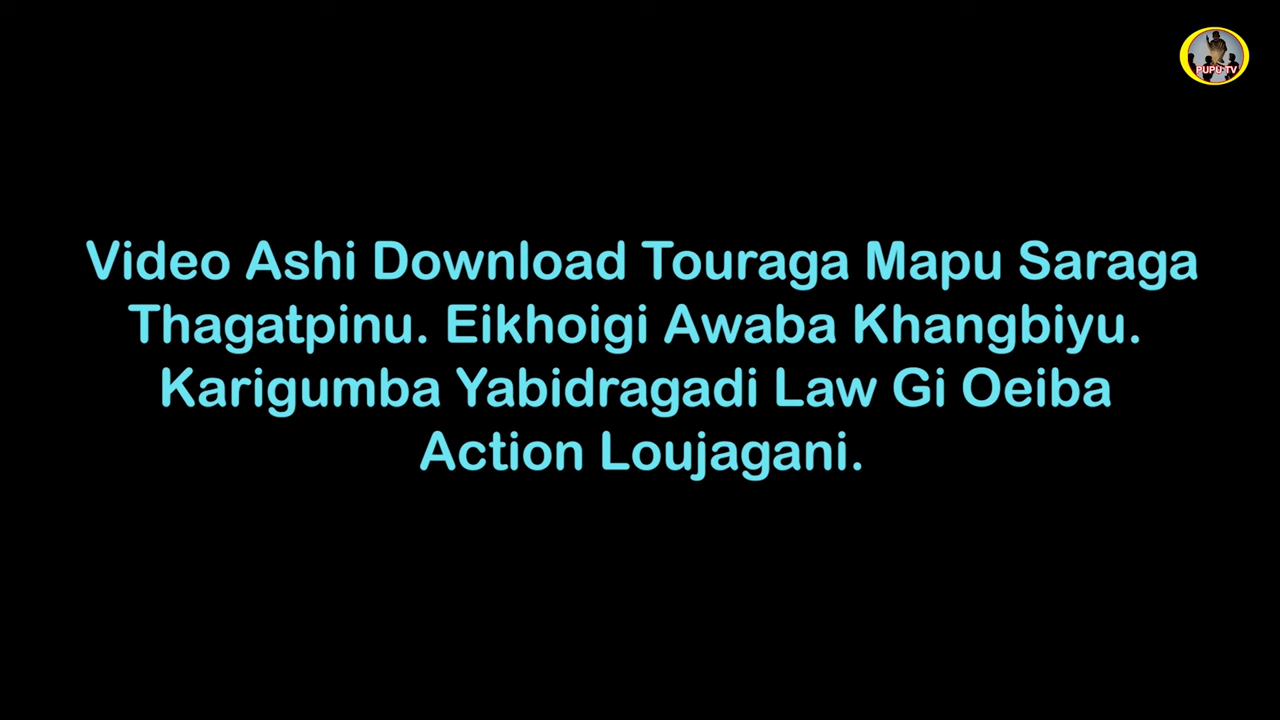 PUPU TV
Video Ashi Download Touraga Mapu Saraga
Thagatpinu. Eikhoigi Awaba Khangbiyu.
Karigumba Yabidragadi Law Gi Oeiba
Action Loujagani.